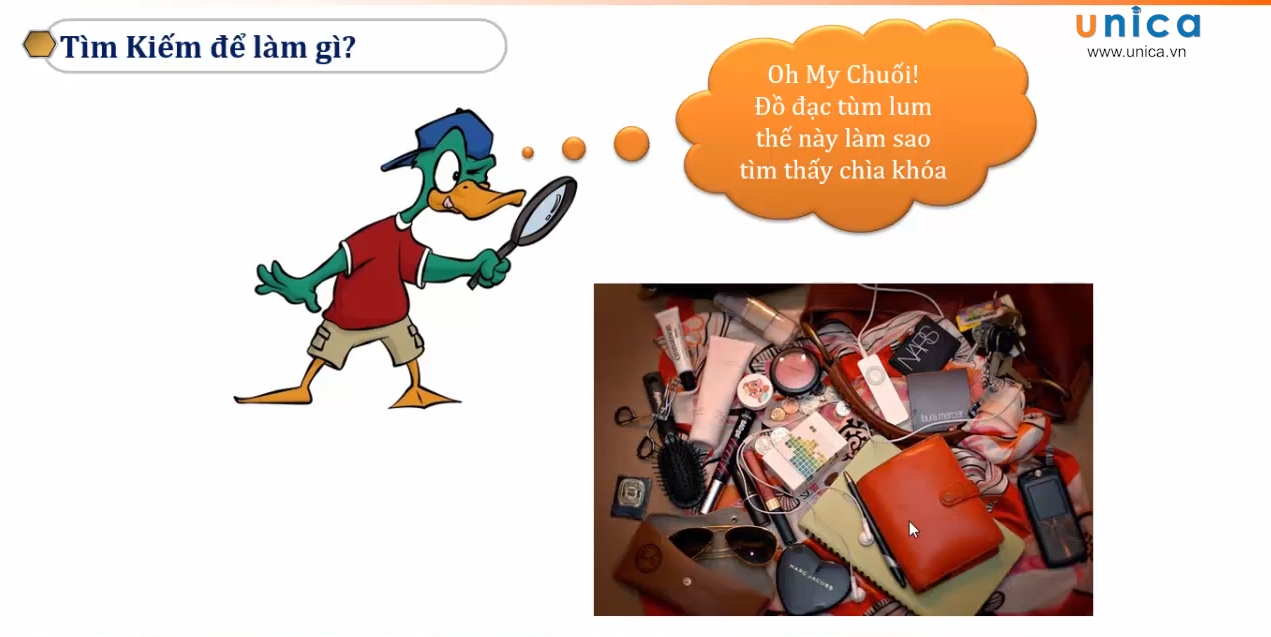 Tìm Kiếm để làm gì?
unica
www.unica.vn
Oh My Chuối!
Đồ đạc tùm lum
thế này làm sao
tìm thấy chìa khóa
NARS
laura mercier
MARC JACOBS